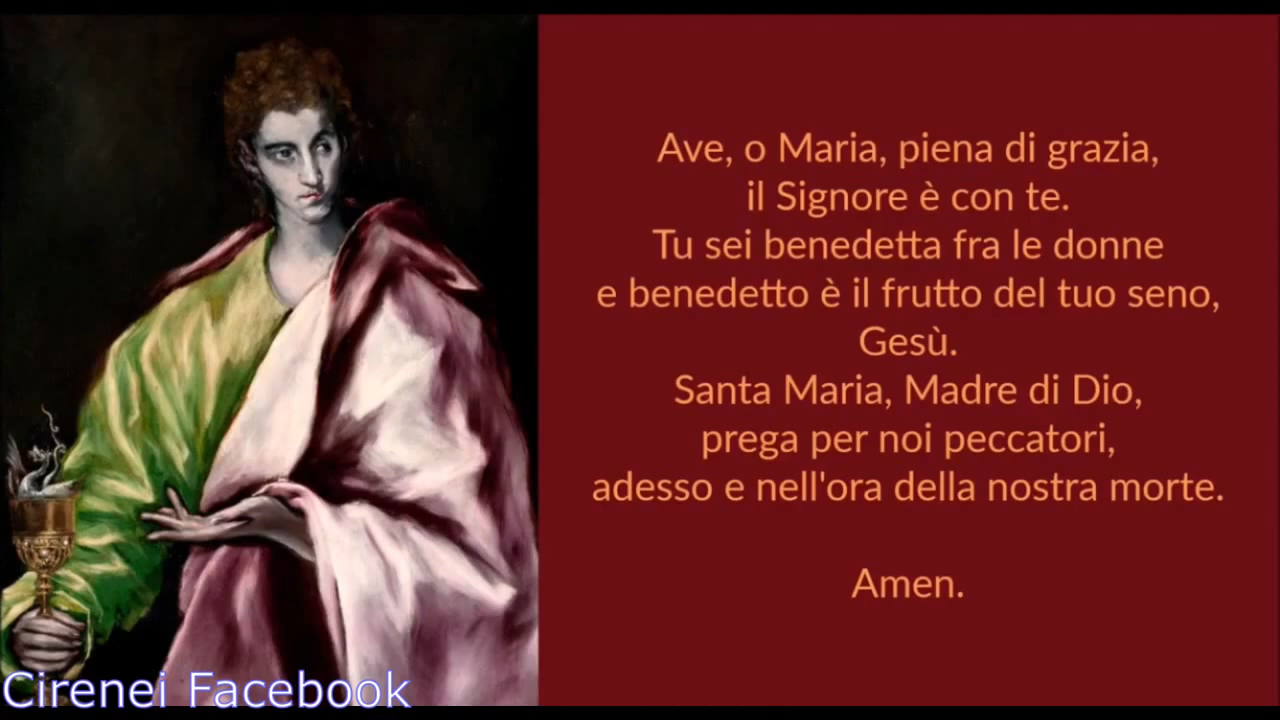 Ave, o Maria, piena di grazia,
il Signore è con te.
Tu sei benedetta fra le donne
e benedetto è il frutto del tuo seno,
Gesù.
Santa Maria, Madre di Dio,
prega per noi peccatori,
adesso e nell'ora della nostra morte.
Amen.
Cirenei Facebook